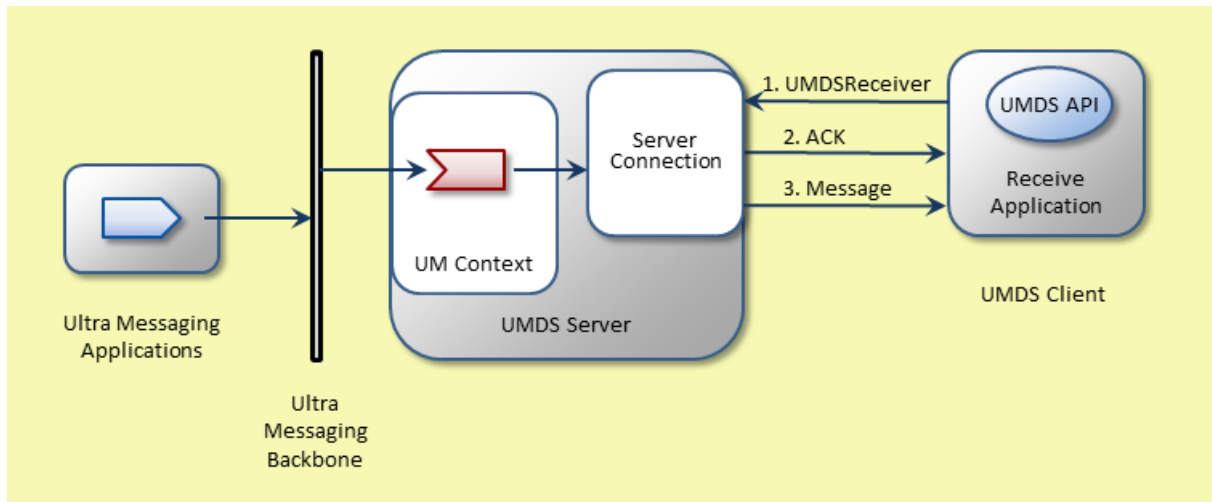 1. UMDSReceiver
UMDS API
Server
Connection
2. ACK
3. Message
Receive
Application
UM Context
UMDS Server
UMDS Client
Ultra Messaging
Applications
Ultra
Messaging
Backbone